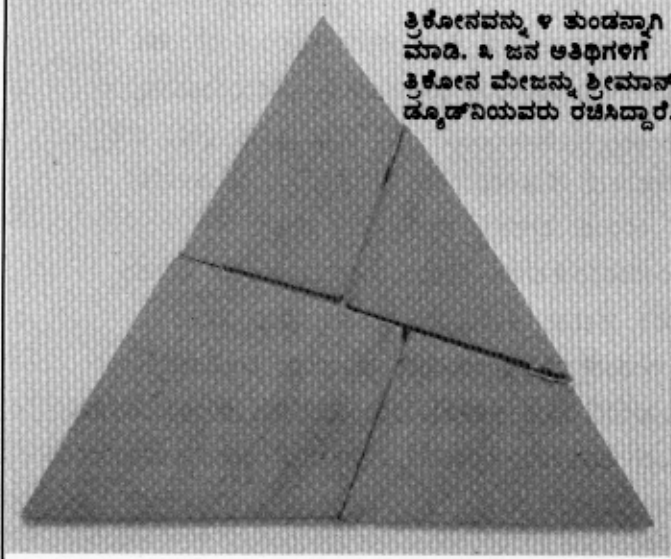 ತ್ರಿಕೋನವನ್ನು ೪ ತುಂಡನ್ನಾಗಿ
ಮಾಡಿ. ೩ ಜನ ಅತಿಥಿಗಳಿಗೆ
ತ್ರಿಕೋನ ಮೇಜನ್ನು ಶ್ರೀಮಾನ್
ಡ್ಯೂಡ್‌ನಿಯವರು ರಚಿಸಿದ್ದಾರೆ.